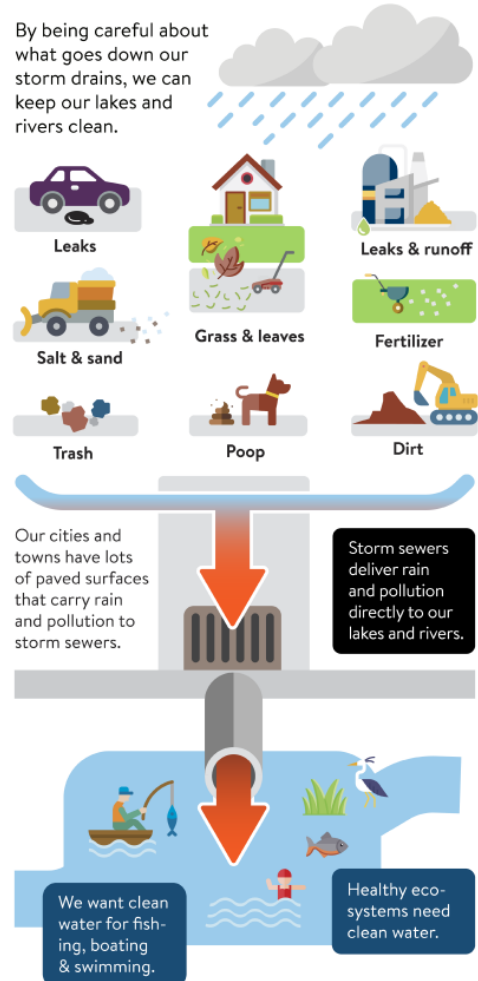 By being careful about
what goes down our
storm drains, we can
keep our lakes and
rivers clean.
Leaks
Grass & leaves
Leaks & runoff
Salt & sand
Fertilizer
Trash
Poop
Dirt
Our cities and
towns have lots
of paved surfaces
that carry rain
and pollution to
storm sewers.
Storm sewers
deliver rain
and pollution
directly to our
lakes and rivers.
We want clean
water for fish-
ing, boating
& swimming.
Healthy eco-
systems need
clean water.